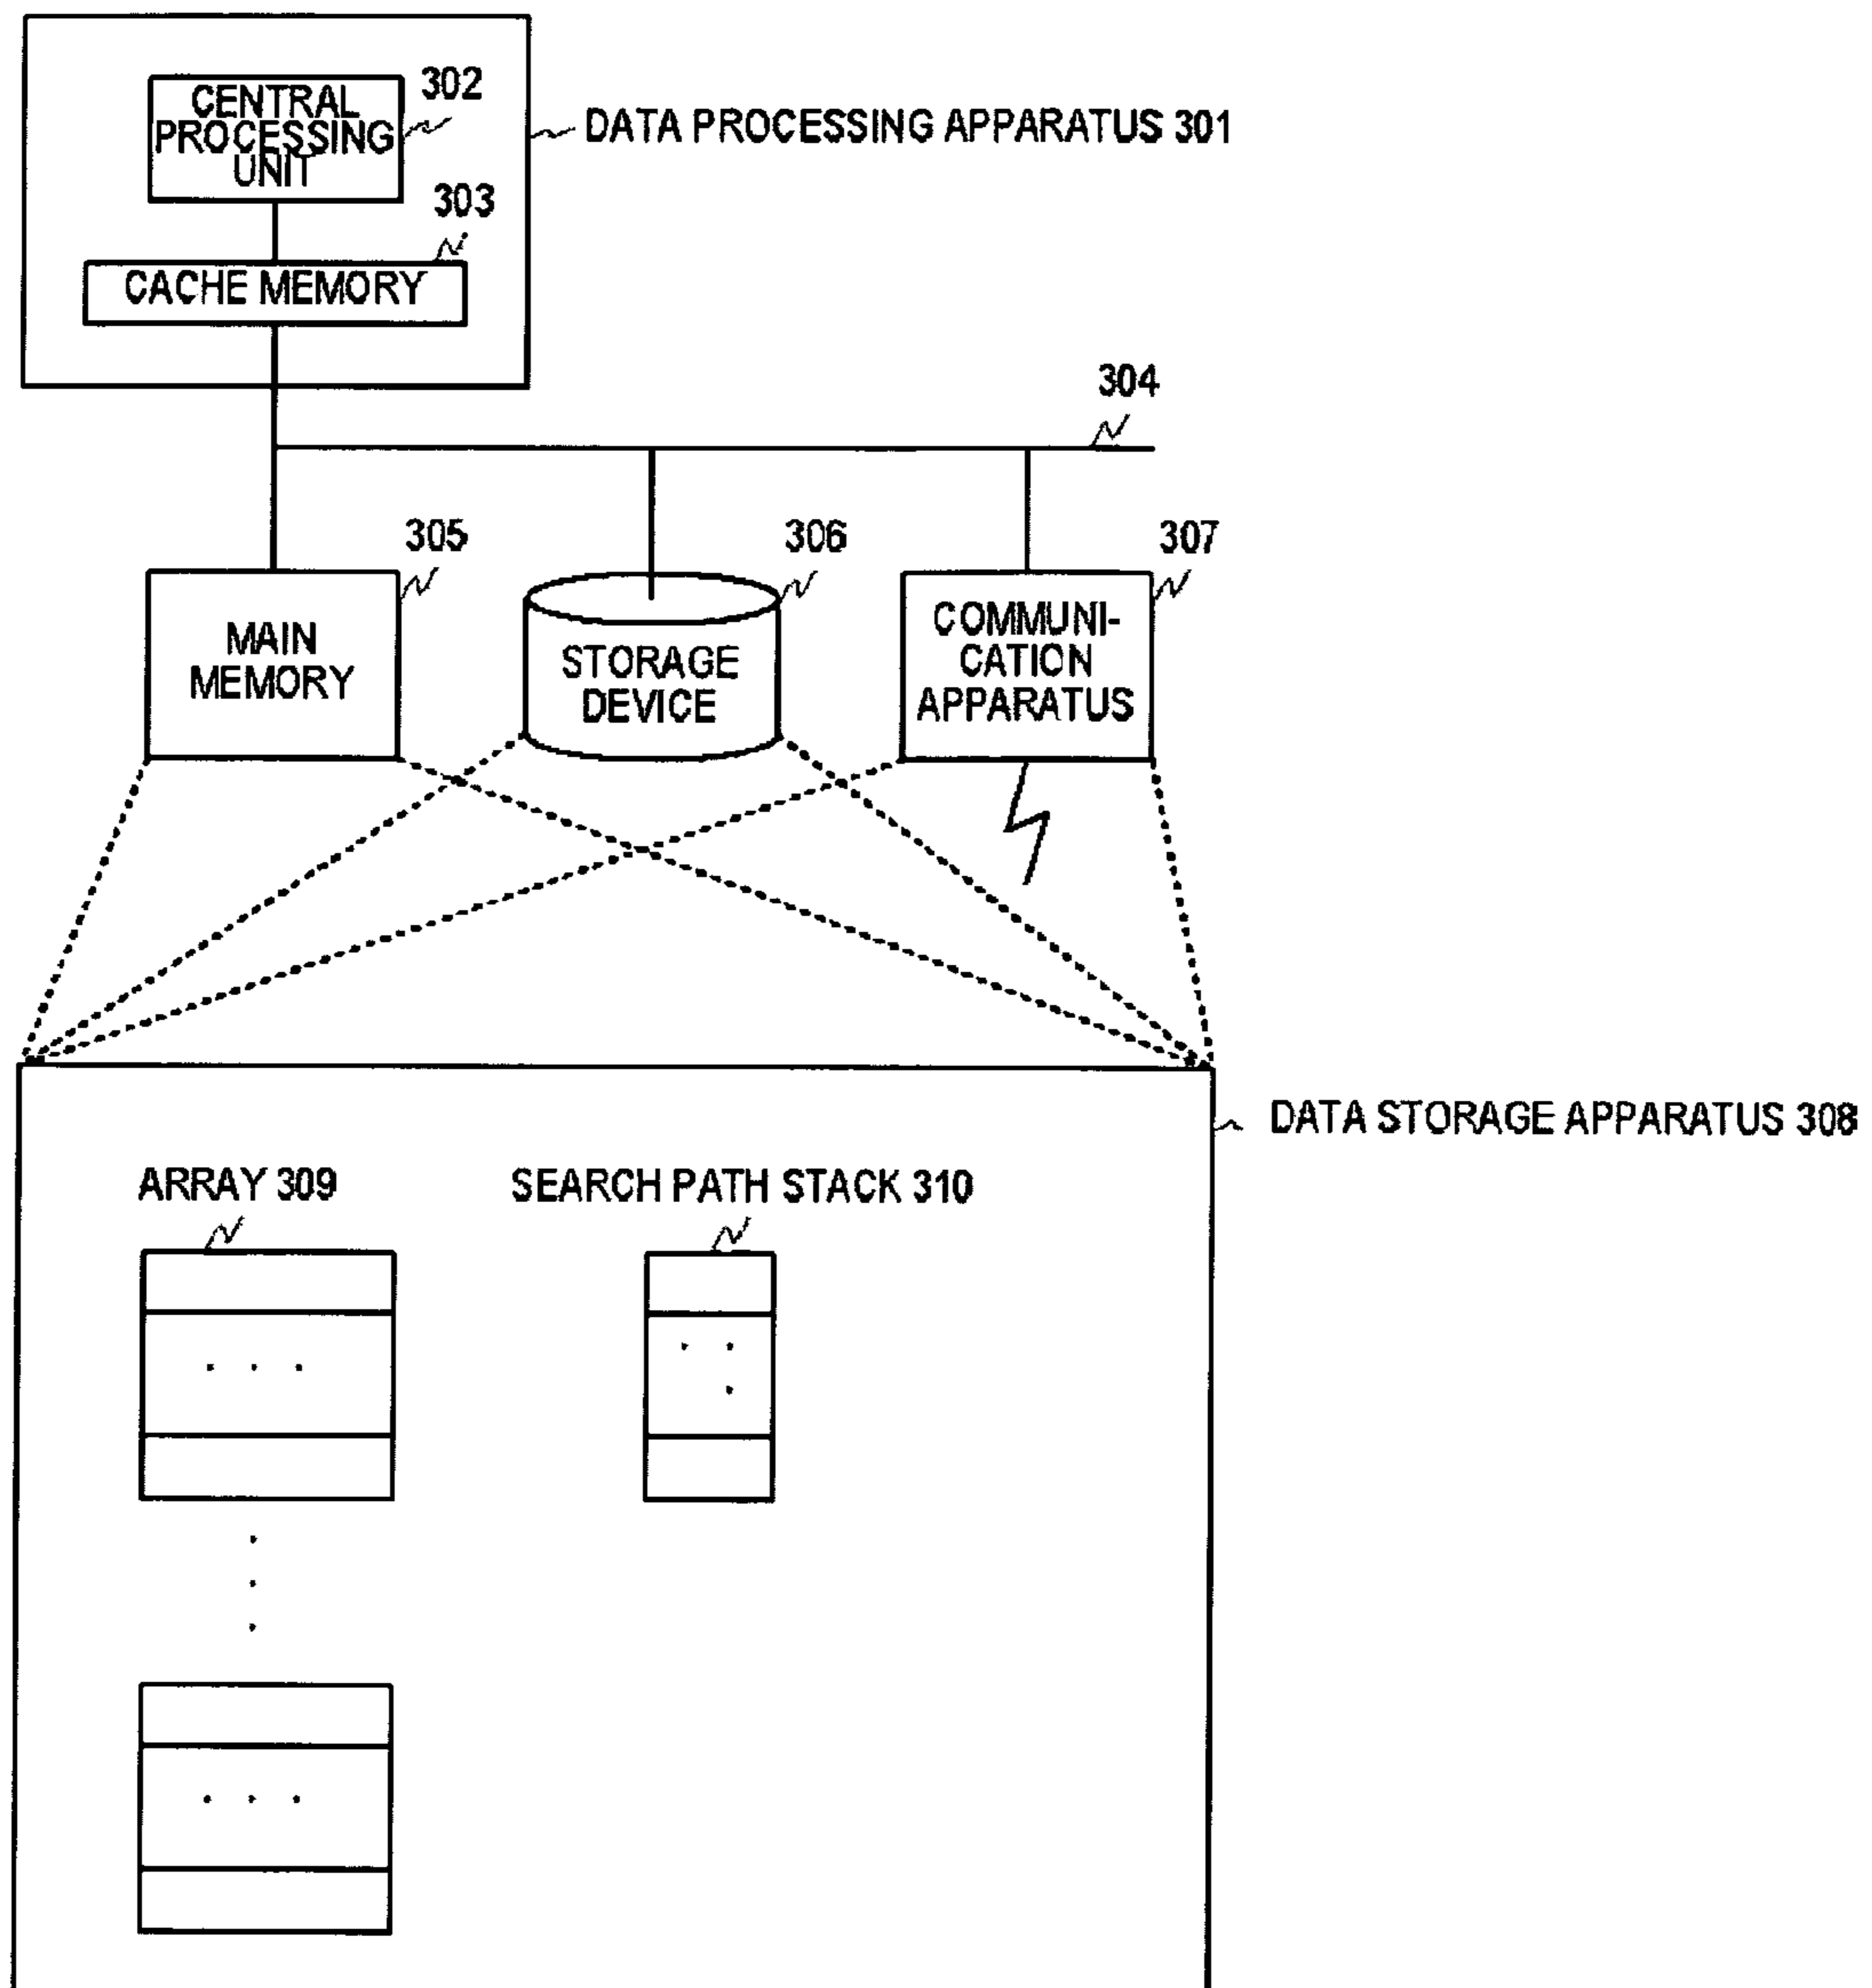 302
CENTRAL
PROCESSING
UNIT
DATA PROCESSING APPARATUS 301
303
CACHE MEMORY
304
305
306
307
MAIN
MEMORY
STORAGE
DEVICE
COMMUNI-
CATION
APPARATUS
DATA STORAGE APPARATUS 308
ARRAY 309
SEARCH PATH STACK 310